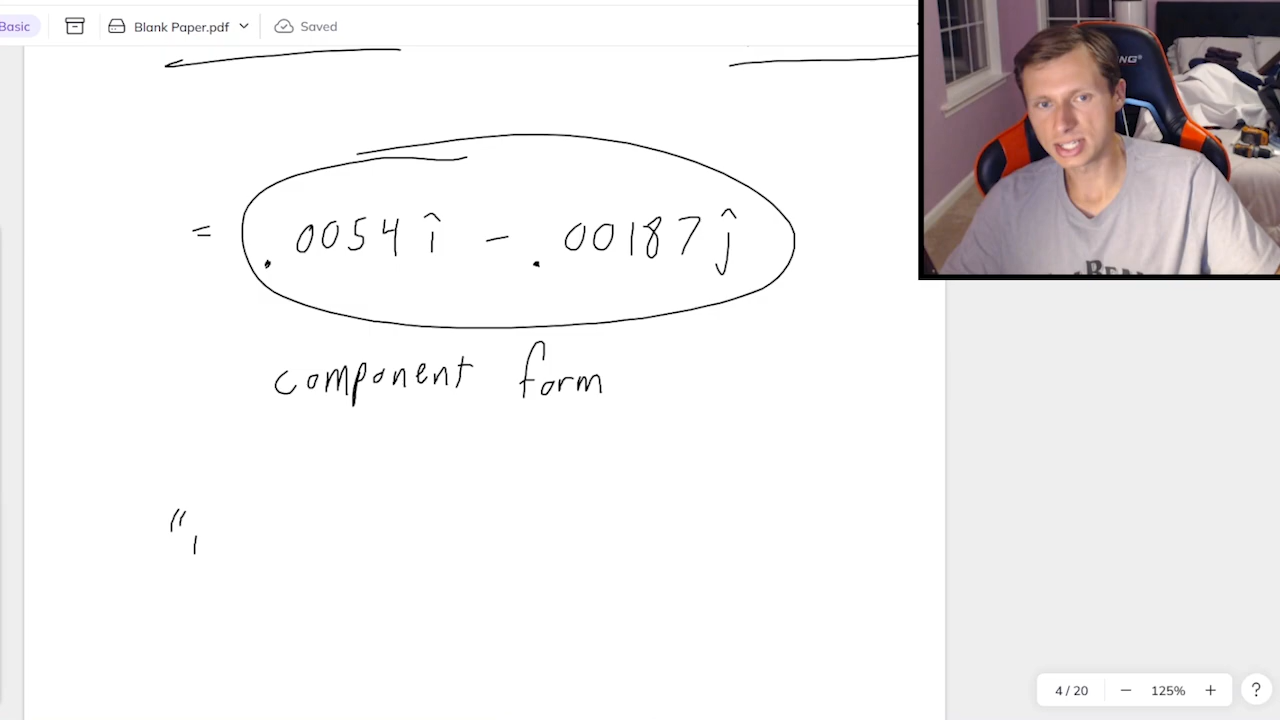 Basic
Blank Paper.pdf
Saved
= .0054 î - .00187 ĵ
component form
"
4 / 20
125%
?